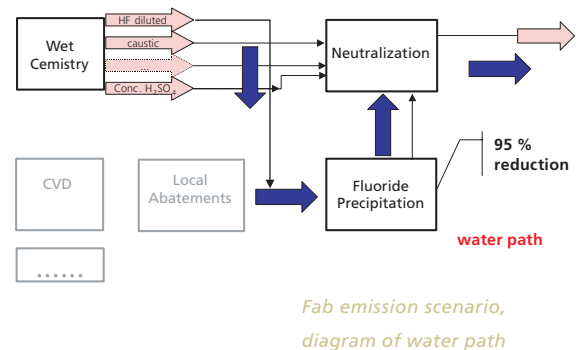 HF diluted
Wet
Cemistry
caustic
...
Conc. H₂SO₄
Neutralization
CVD
Local
Abatements
Fluoride
Precipitation
95 %
reduction
water path
......
Fab emission scenario,
diagram of water path